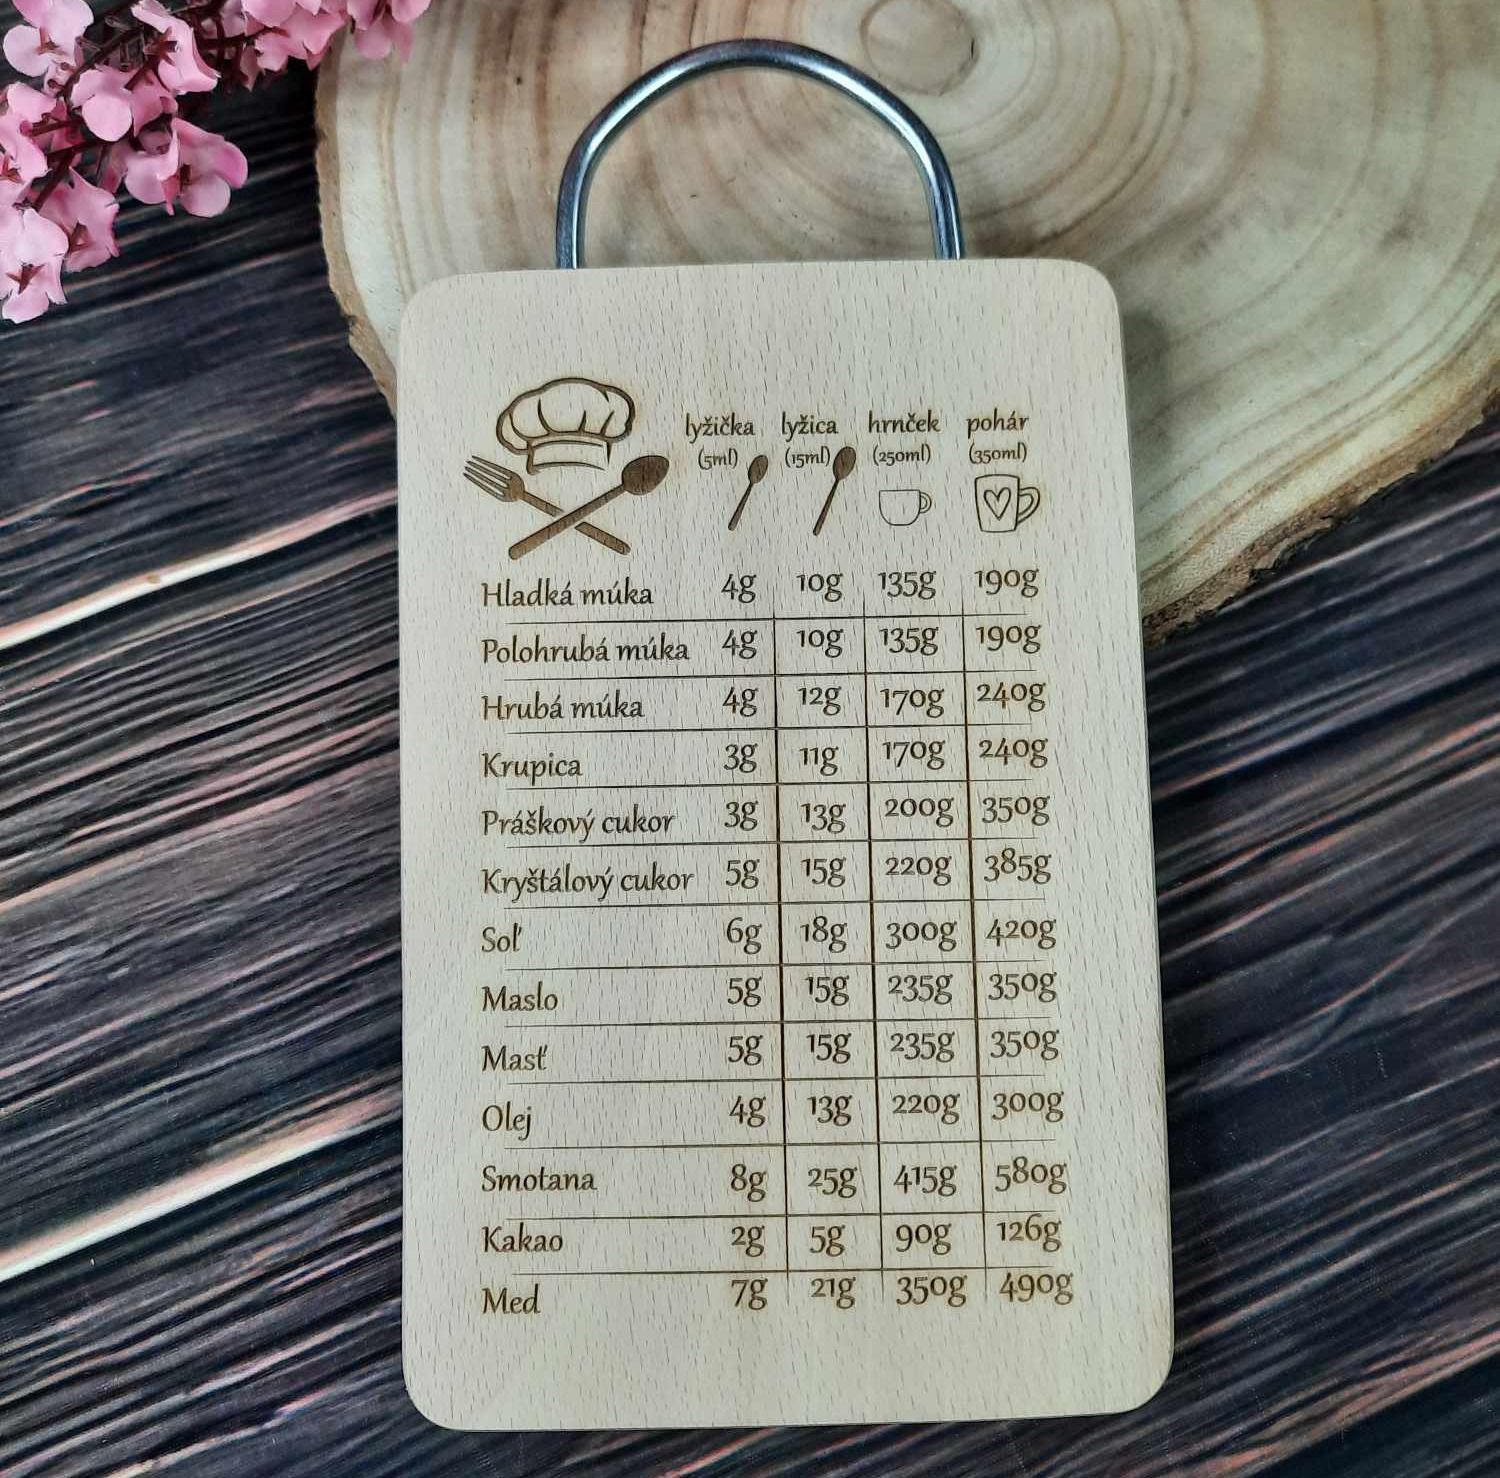 lyžička lyžica hrnček pohár
(5ml) (15ml) (250ml) (350ml)
Hladká múka 4g 10g 135g 190g
Polohrubá múka 4g 10g 135g 190g
Hrubá múka 4g 12g 170g 240g
Krupica 3g 11g 170g 240g
Práškový cukor 3g 13g 200g 350g
Kryštálový cukor 5g 15g 220g 385g
Soľ 6g 18g 300g 420g
Maslo 5g 15g 235g 350g
Masť 5g 15g 235g 350g
Olej 4g 13g 220g 300g
Smotana 8g 25g 415g 580g
Kakao 2g 5g 90g 126g
Med 7g 21g 350g 490g